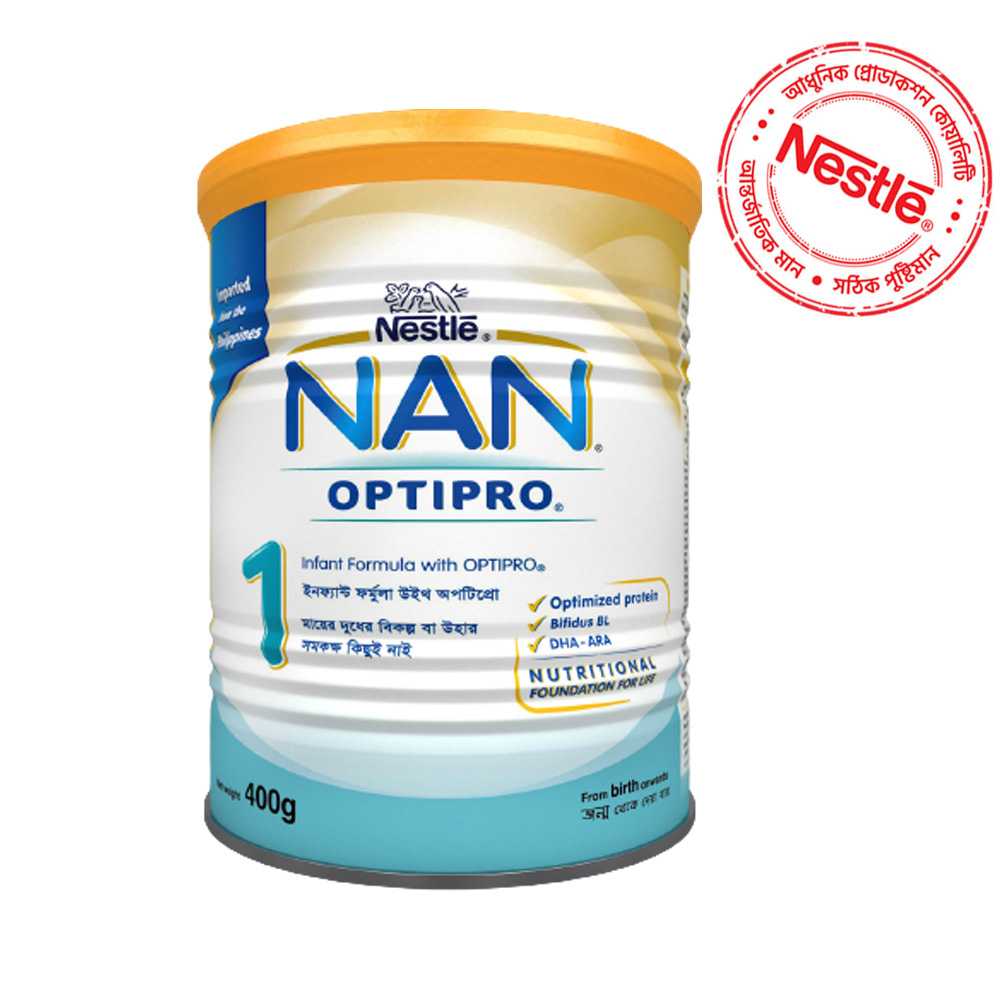 Imported
from the
Philippines
Nestlé®
NAN®
OPTIPRO®
1
Infant Formula with OPTIPRO®
ইনফ্যান্ট ফর্মুলা উইথ অপটিপ্রো
মায়ের দুধের বিকল্প বা উহার
সমকক্ষ কিছুই নাই
✓ Optimized protein
✓ Bifidus BL
✓ DHA-ARA
NUTRITIONAL
FOUNDATION FOR LIFE
Net weight 400g
From birth onwards
জন্ম থেকে দেয়া যায়
আধুনিক প্রোডাকশন কোয়ালিটি
Nestlé®
আন্তর্জাতিক মান • সঠিক পুষ্টিমান